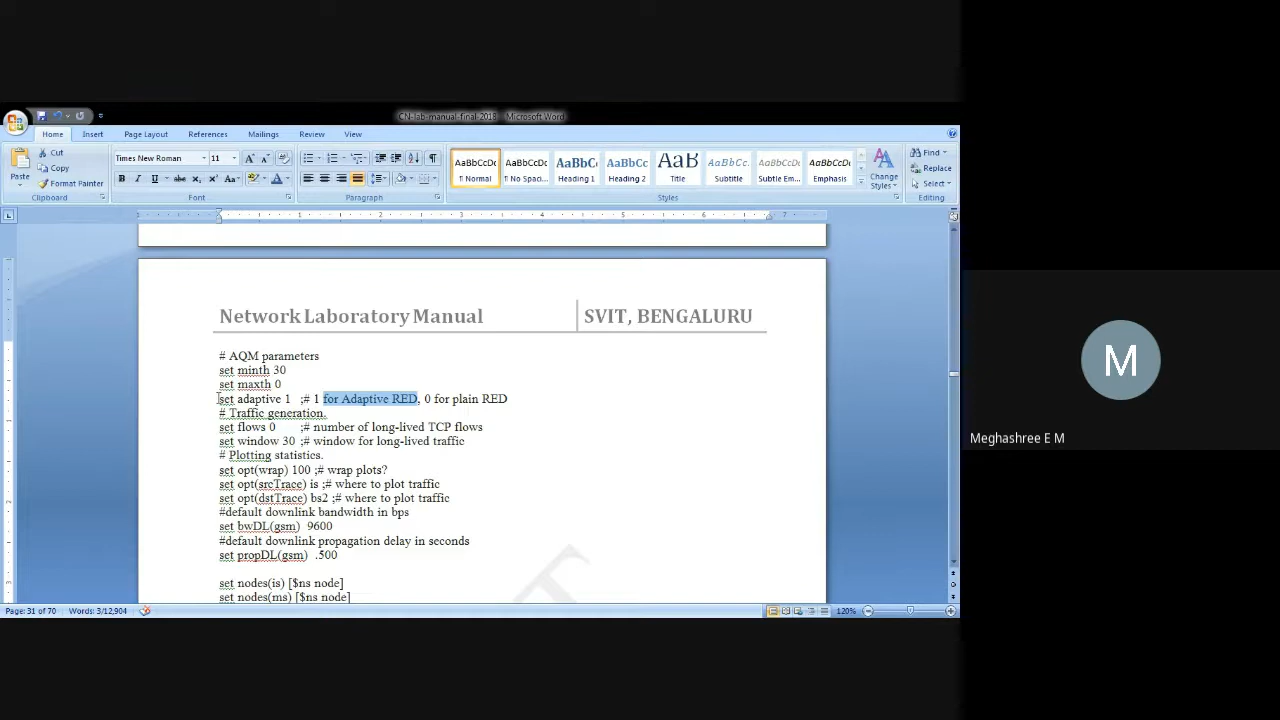 CN-lab-manual-final-2018 - Microsoft Word
Home Insert Page Layout References Mailings Review View
Cut
Copy
Format Painter
Paste
Clipboard
Times New Roman 11
Font
Paragraph
AaBbCcDc AaBbCcDc AaBbC AaBbCc AaB AaBbCc. AaBbCcDc AaBbCcDc
¶ Normal ¶ No Spaci... Heading 1 Heading 2 Title Subtitle Subtle Em... Emphasis
Change Styles
Styles
Find
Replace
Select
Editing
Network Laboratory Manual SVIT, BENGALURU
# AQM parameters
set minth 30
set maxth 0
set adaptive 1 ;# 1 for Adaptive RED, 0 for plain RED
# Traffic generation.
set flows 0 ;# number of long-lived TCP flows
set window 30 ;# window for long-lived traffic
# Plotting statistics.
set opt(wrap) 100 ;# wrap plots?
set opt(srcTrace) is ;# where to plot traffic
set opt(dstTrace) bs2 ;# where to plot traffic
#default downlink bandwidth in bps
set bwDL(gsm) 9600
#default downlink propagation delay in seconds
set propDL(gsm) .500
set nodes(is) [$ns node]
set nodes(ms) [$ns node]
Page: 31 of 70 Words: 3/12,904 120%
M
Meghashree E M